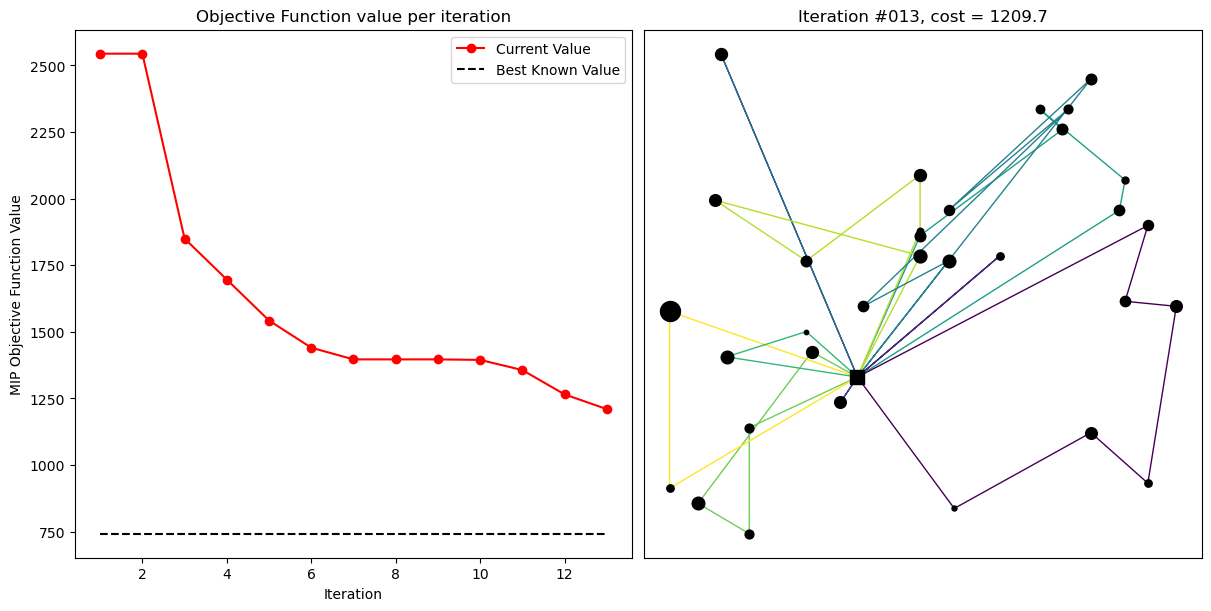 Objective Function value per iteration
Current Value
Best Known Value
MIP Objective Function Value
2500
2250
2000
1750
1500
1250
1000
750
2 4 6 8 10 12
Iteration
Iteration #013, cost = 1209.7